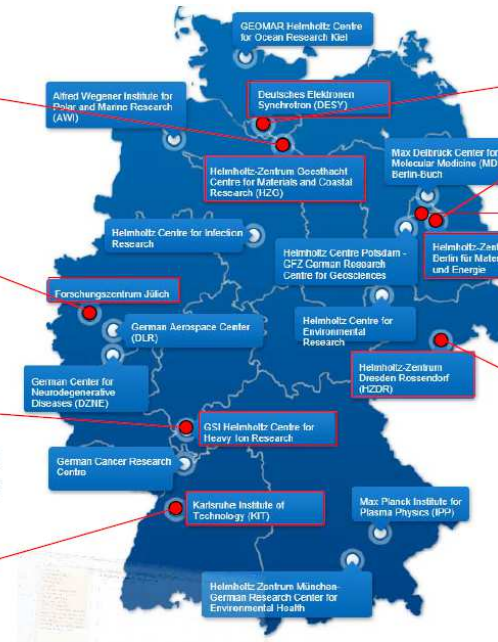 GEOMAR Helmholtz Centre
for Ocean Research Kiel
Alfred Wegener Institute for
Polar and Marine Research
(AWI)
Deutsches Elektronen
Synchrotron (DESY)
Max Delbrück Center for
Molecular Medicine (MD
Berlin-Buch
Helmholtz-Zentrum Geesthacht
Centre for Materials and Coastal
Research (HZG)
Helmholtz Centre for Infection
Research
Helmholtz Centre Potsdam -
GFZ German Research
Centre for Geosciences
Helmholtz-Zent
Berlin für Mater
und Energie
Forschungszentrum Jülich
German Aerospace Center
(DLR)
Helmholtz Centre for
Environmental
Research
Helmholtz-Zentrum
Dresden Rossendorf
(HZDR)
German Center for
Neurodegenerative
Diseases (DZNE)
GSI Helmholtz Centre for
Heavy Ion Research
German Cancer Research
Centre
Karlsruhe Institute of
Technology (KIT)
Max Planck Institute for
Plasma Physics (IPP)
Helmholtz Zentrum München-
German Research Center for
Environmental Health